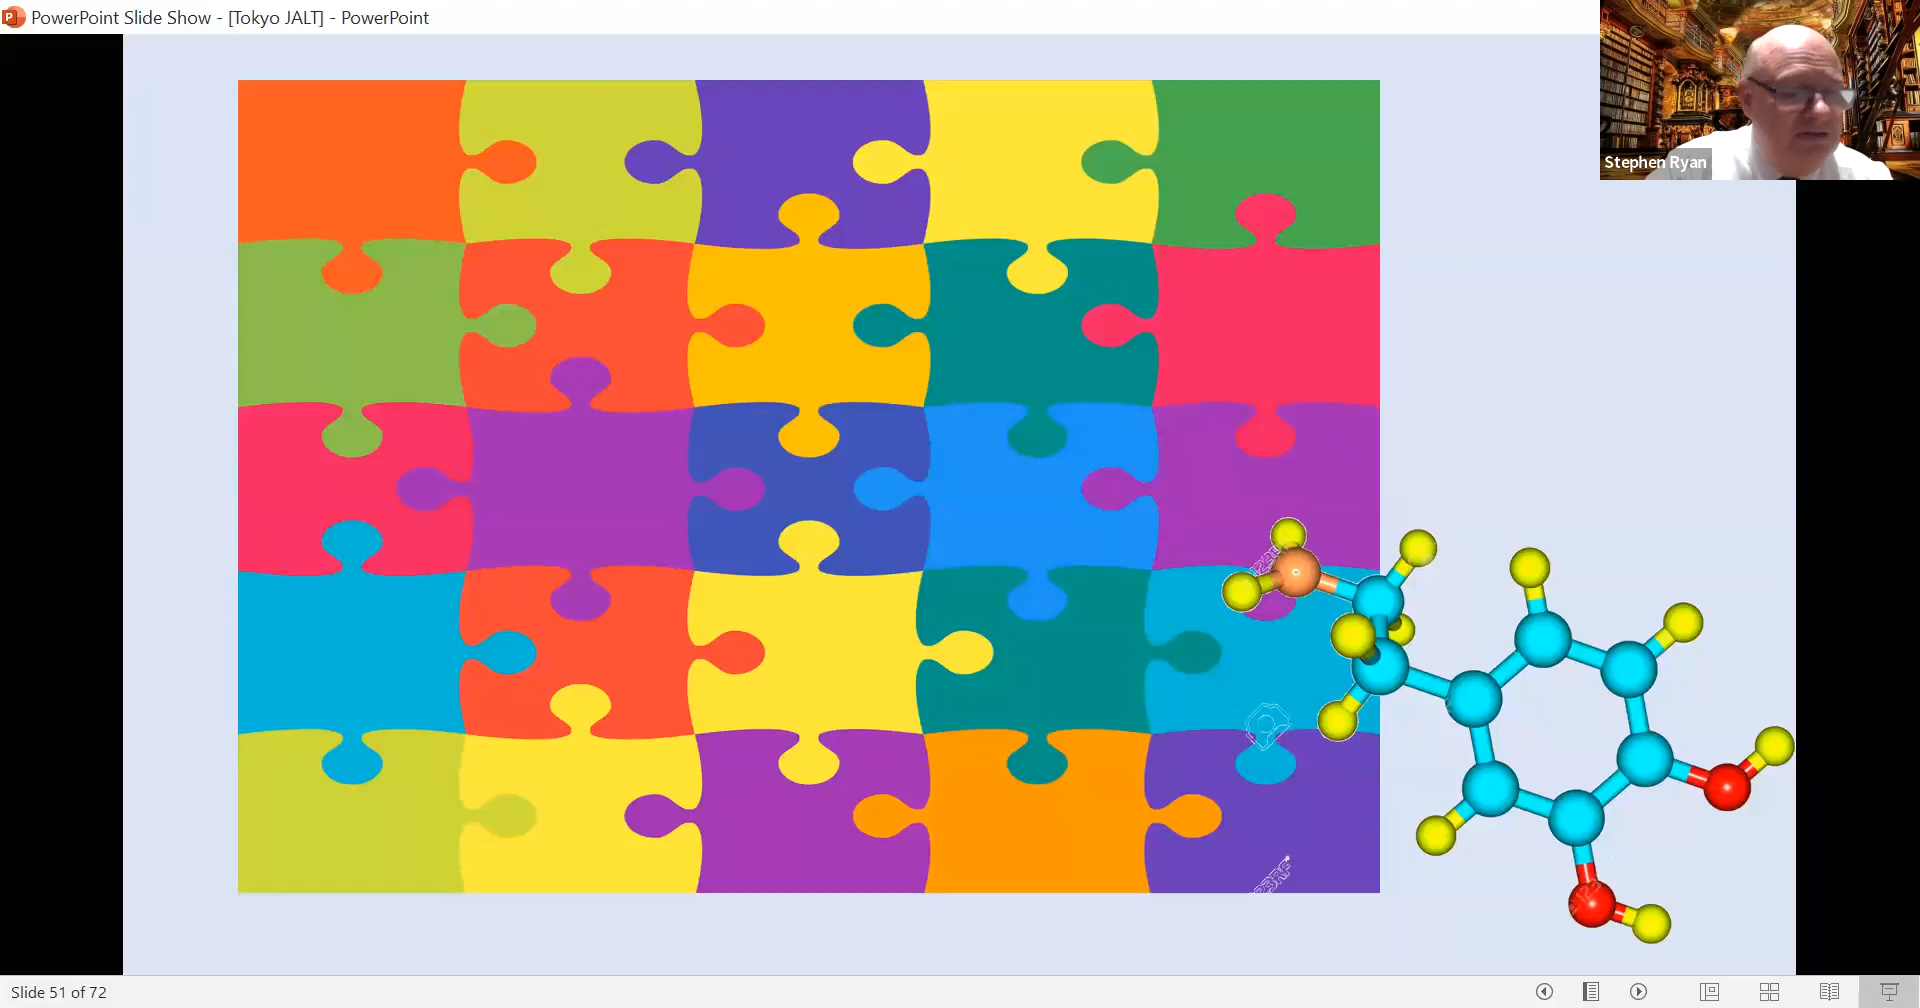 PowerPoint Slide Show - [Tokyo JALT] - PowerPoint
Stephen Ryan
Slide 51 of 72